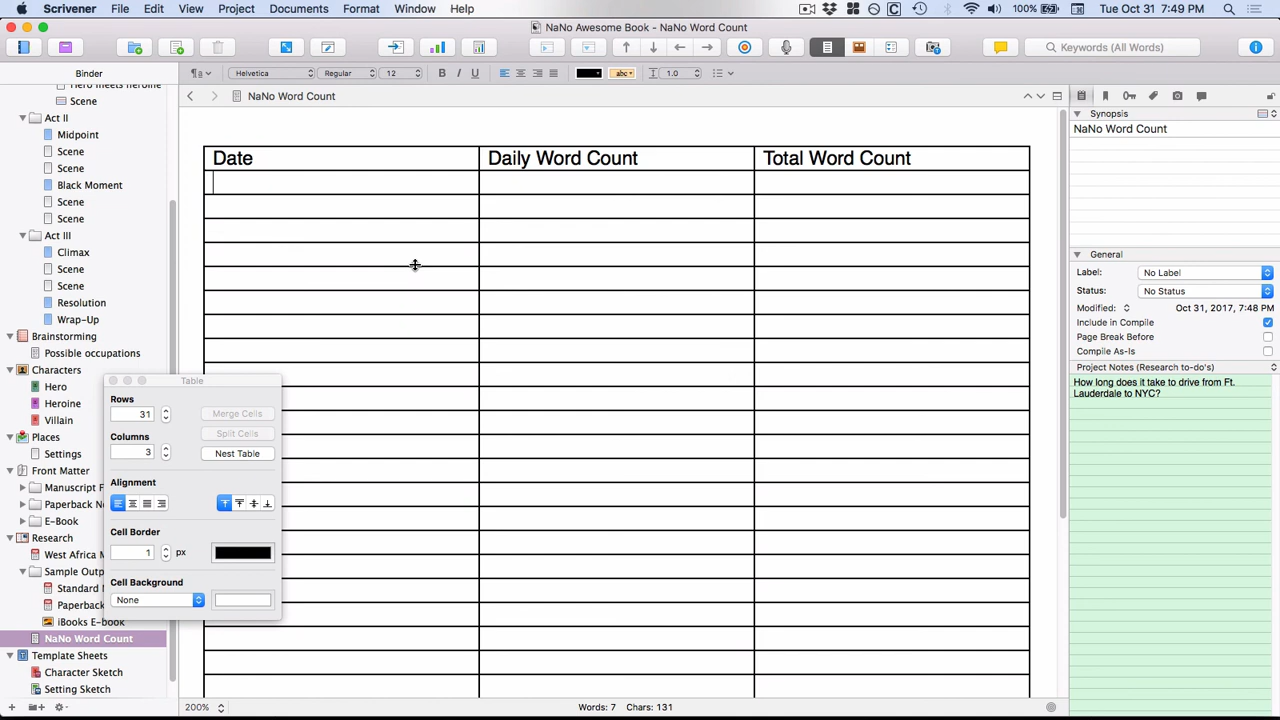 Scrivener File Edit View Project Documents Format Window Help 100% Tue Oct 31 7:49 PM
NaNo Awesome Book - NaNo Word Count
Keywords (All Words)
Binder
Helvetica Regular 12 B I U abc 1.0
NaNo Word Count
Hero meets heroine
Scene
Act II
Midpoint
Scene
Scene
Black Moment
Scene
Scene
Act III
Climax
Scene
Scene
Resolution
Wrap-Up
Brainstorming
Possible occupations
Characters
Hero
Heroine
Villain
Places
Settings
Front Matter
Manuscript F
Paperback No
E-Book
Research
West Africa M
Sample Outp
Standard
Paperback
iBooks E-book
NaNo Word Count
Template Sheets
Character Sketch
Setting Sketch
Date Daily Word Count Total Word Count
Table
Rows
31 Merge Cells
Split Cells
Columns
3 Nest Table
Alignment
Cell Border
1 px
Cell Background
None
200% Words: 7 Chars: 131
Synopsis
NaNo Word Count
General
Label: No Label
Status: No Status
Modified: Oct 31, 2017, 7:48 PM
Include in Compile
Page Break Before
Compile As-Is
Project Notes (Research to-do's)
How long does it take to drive from Ft.
Lauderdale to NYC?